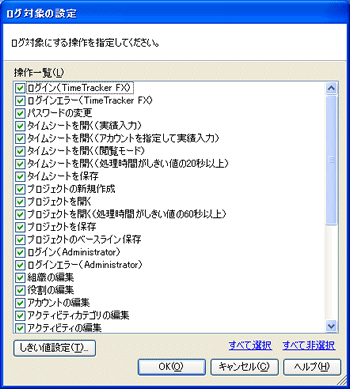 ログ対象の設定
ログ対象にする操作を指定してください。
操作一覧(L)
ログイン(TimeTracker FX)
ログインエラー(TimeTracker FX)
パスワードの変更
タイムシートを開く(実績入力)
タイムシートを開く(アカウントを指定して実績入力)
タイムシートを開く(閲覧モード)
タイムシートを開く(処理時間がしきい値の20秒以上)
タイムシートを保存
プロジェクトの新規作成
プロジェクトを開く
プロジェクトを開く(処理時間がしきい値の60秒以上)
プロジェクトを保存
プロジェクトのベースライン保存
ログイン(Administrator)
ログインエラー(Administrator)
組織の編集
役割の編集
アカウントの編集
アクティビティカテゴリの編集
アクティビティの編集
しきい値設定(T)... すべて選択 すべて非選択
OK(O) キャンセル(C) ヘルプ(H)